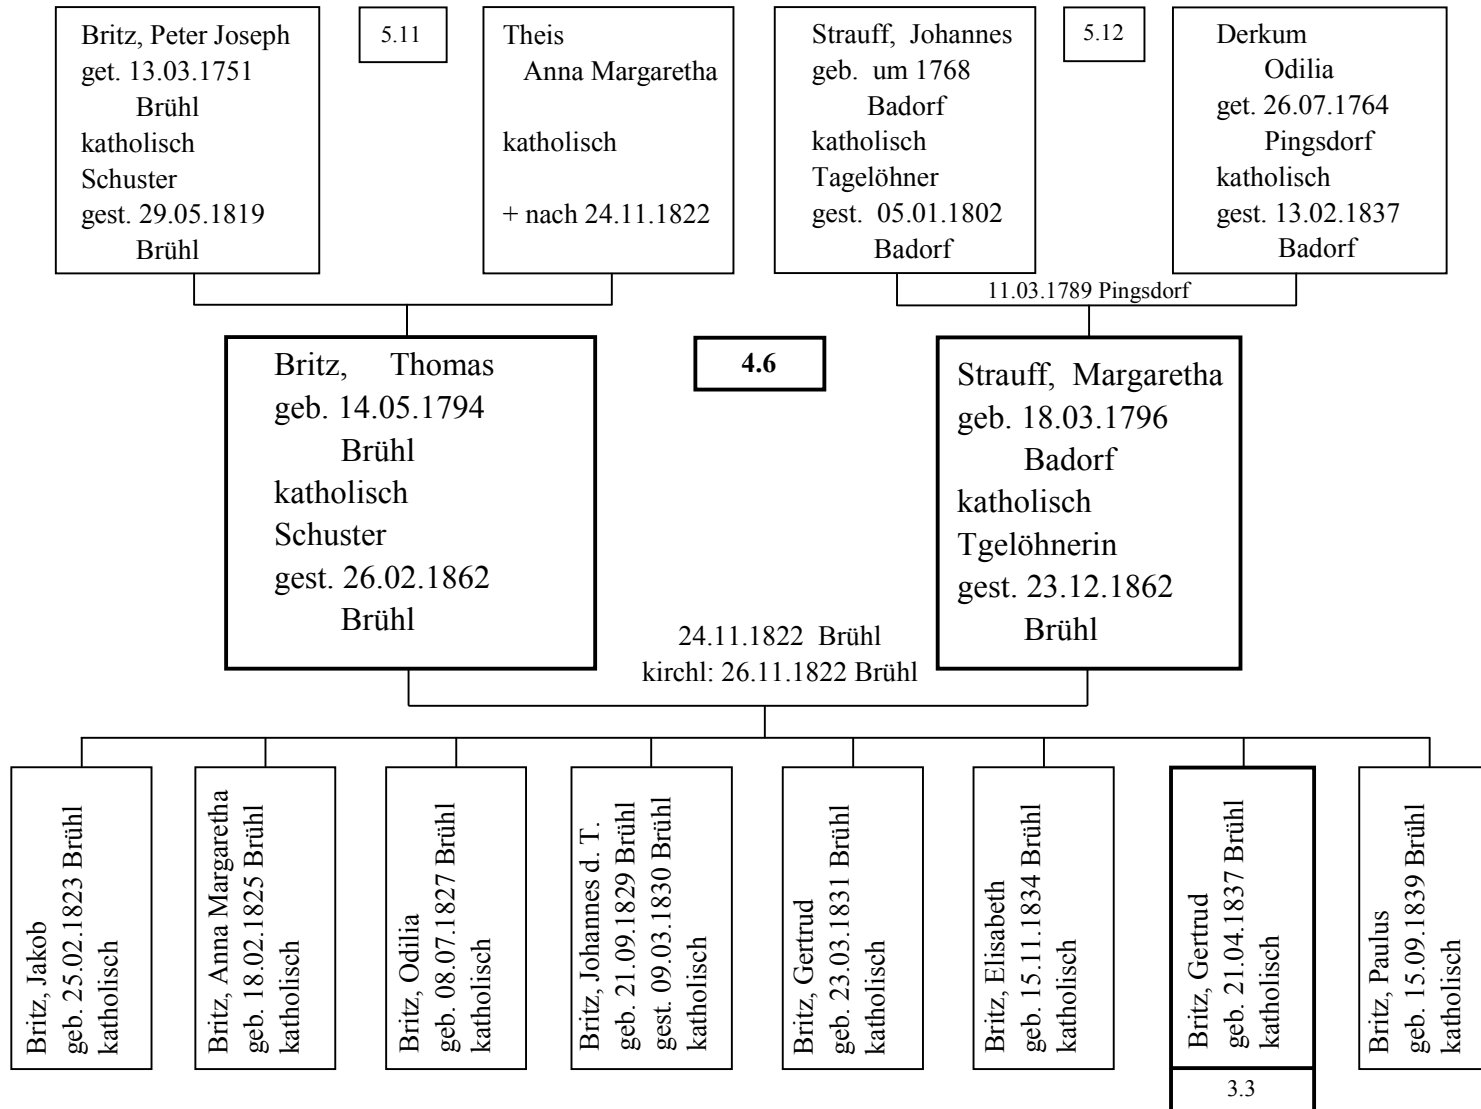 Britz, Peter Joseph
get. 13.03.1751
Brühl
katholisch
Schuster
gest. 29.05.1819
Brühl
5.11
Theis
Anna Margaretha
katholisch
+ nach 24.11.1822
Strauff, Johannes
geb. um 1768
Badorf
katholisch
Tagelöhner
gest. 05.01.1802
Badorf
5.12
Derkum
Odilia
get. 26.07.1764
Pingsdorf
katholisch
gest. 13.02.1837
Badorf
11.03.1789 Pingsdorf
Britz, Thomas
geb. 14.05.1794
Brühl
katholisch
Schuster
gest. 26.02.1862
Brühl
4.6
Strauff, Margaretha
geb. 18.03.1796
Badorf
katholisch
Tgelöhnerin
gest. 23.12.1862
Brühl
24.11.1822 Brühl
kirchl: 26.11.1822 Brühl
Britz, Jakob
geb. 25.02.1823 Brühl
katholisch
Britz, Anna Margaretha
geb. 18.02.1825 Brühl
katholisch
Britz, Odilia
geb. 08.07.1827 Brühl
katholisch
Britz, Johannes d. T.
geb. 21.09.1829 Brühl
gest. 09.03.1830 Brühl
katholisch
Britz, Gertrud
geb. 23.03.1831 Brühl
katholisch
Britz, Elisabeth
geb. 15.11.1834 Brühl
katholisch
Britz, Gertrud
geb. 21.04.1837 Brühl
katholisch
3.3
Britz, Paulus
geb. 15.09.1839 Brühl
katholisch